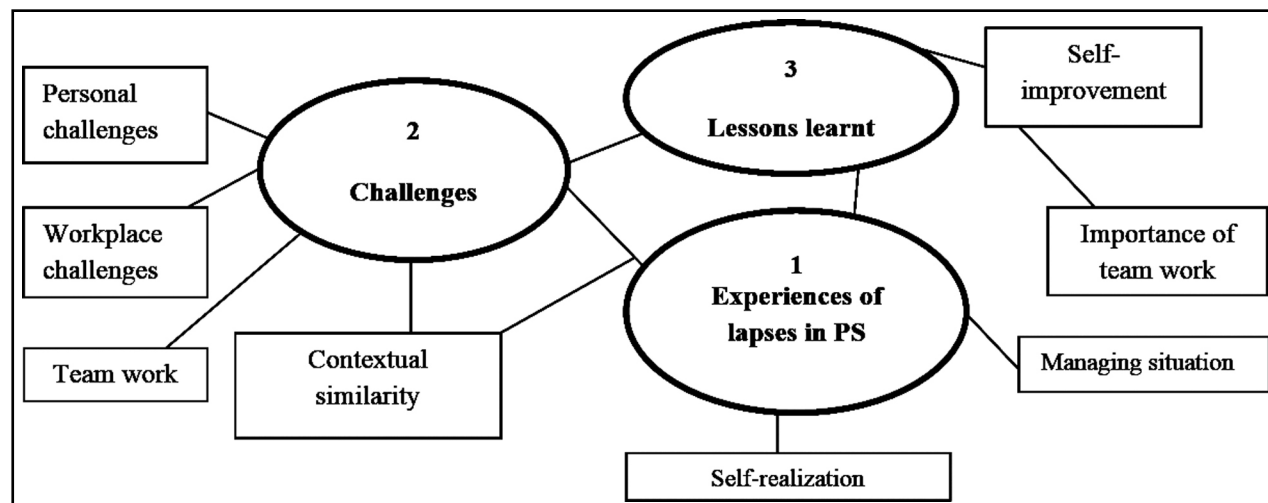 Personal
challenges
Workplace
challenges
Team work
2
Challenges
Contextual
similarity
3
Lessons learnt
1
Experiences of
lapses in PS
Self-realization
Self-
improvement
Importance of
team work
Managing situation